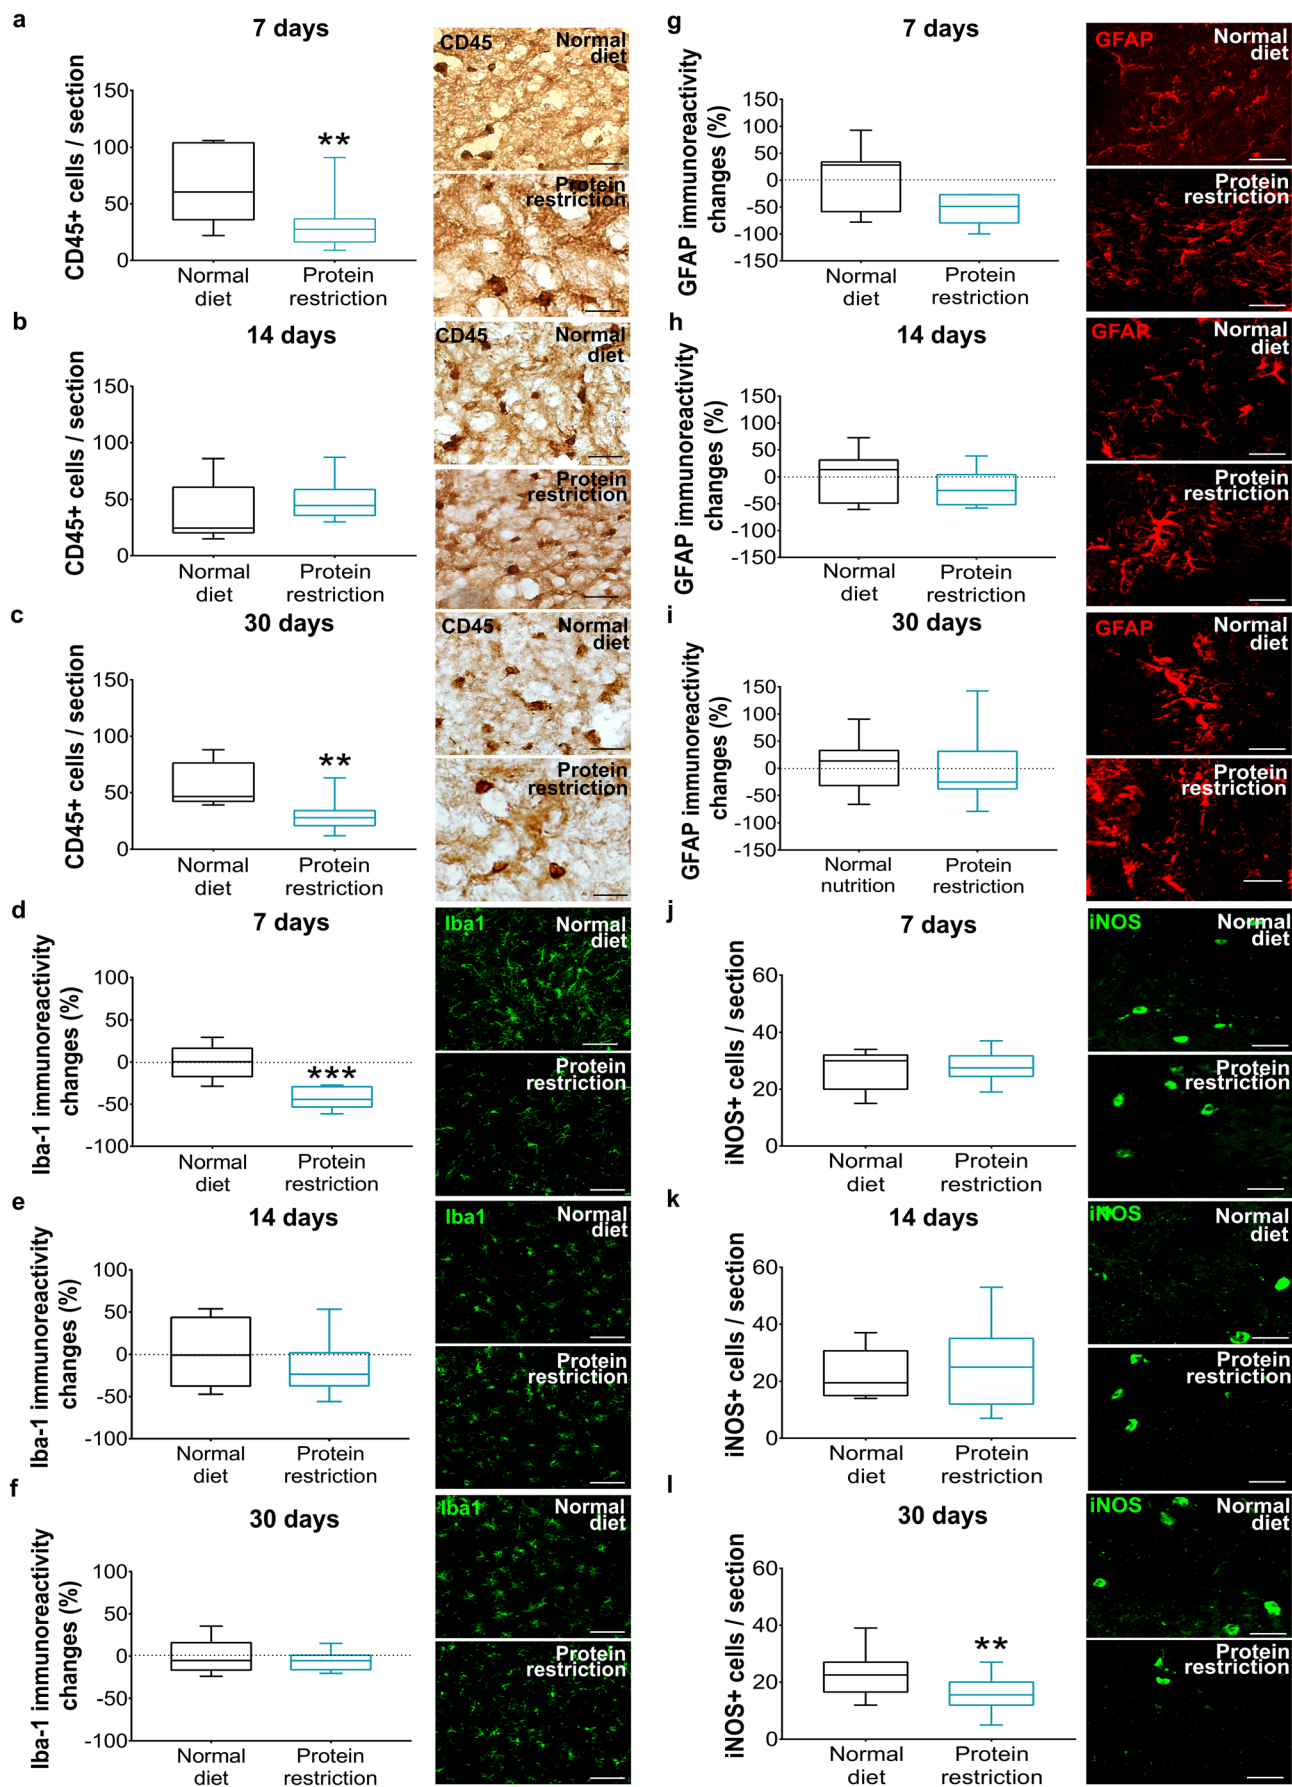 a
7 days
CD45+ cells / section
150
100
50
0
**
Normal
diet
Protein
restriction
CD45
Normal
diet
Protein
restriction
b
14 days
CD45+ cells / section
150
100
50
0
Normal
diet
Protein
restriction
CD45
Normal
diet
Protein
restriction
c
30 days
CD45+ cells / section
150
100
50
0
**
Normal
diet
Protein
restriction
CD45
Normal
diet
Protein
restriction
d
7 days
Iba-1 immunoreactivity
changes (%)
100
50
0
-50
-100
***
Normal
diet
Protein
restriction
Iba1
Normal
diet
Protein
restriction
e
14 days
Iba-1 immunoreactivity
changes (%)
100
50
0
-50
-100
Normal
diet
Protein
restriction
Iba1
Normal
diet
Protein
restriction
f
30 days
Iba-1 immunoreactivity
changes (%)
100
50
0
-50
-100
Normal
diet
Protein
restriction
Iba1
Normal
diet
Protein
restriction
g
7 days
GFAP immunoreactivity
changes (%)
150
100
50
0
-50
-100
-150
Normal
diet
Protein
restriction
GFAP
Normal
diet
Protein
restriction
h
14 days
GFAP immunoreactivity
changes (%)
150
100
50
0
-50
-100
-150
Normal
diet
Protein
restriction
GFAP
Normal
diet
Protein
restriction
i
30 days
GFAP immunoreactivity
changes (%)
150
100
50
0
-50
-100
-150
Normal
nutrition
Protein
restriction
GFAP
Normal
diet
Protein
restriction
j
7 days
iNOS+ cells / section
60
40
20
0
Normal
diet
Protein
restriction
iNOS
Normal
diet
Protein
restriction
k
14 days
iNOS+ cells / section
60
40
20
0
Normal
diet
Protein
restriction
iNOS
Normal
diet
Protein
restriction
l
30 days
iNOS+ cells / section
60
40
20
0
**
Normal
diet
Protein
restriction
iNOS
Normal
diet
Protein
restriction